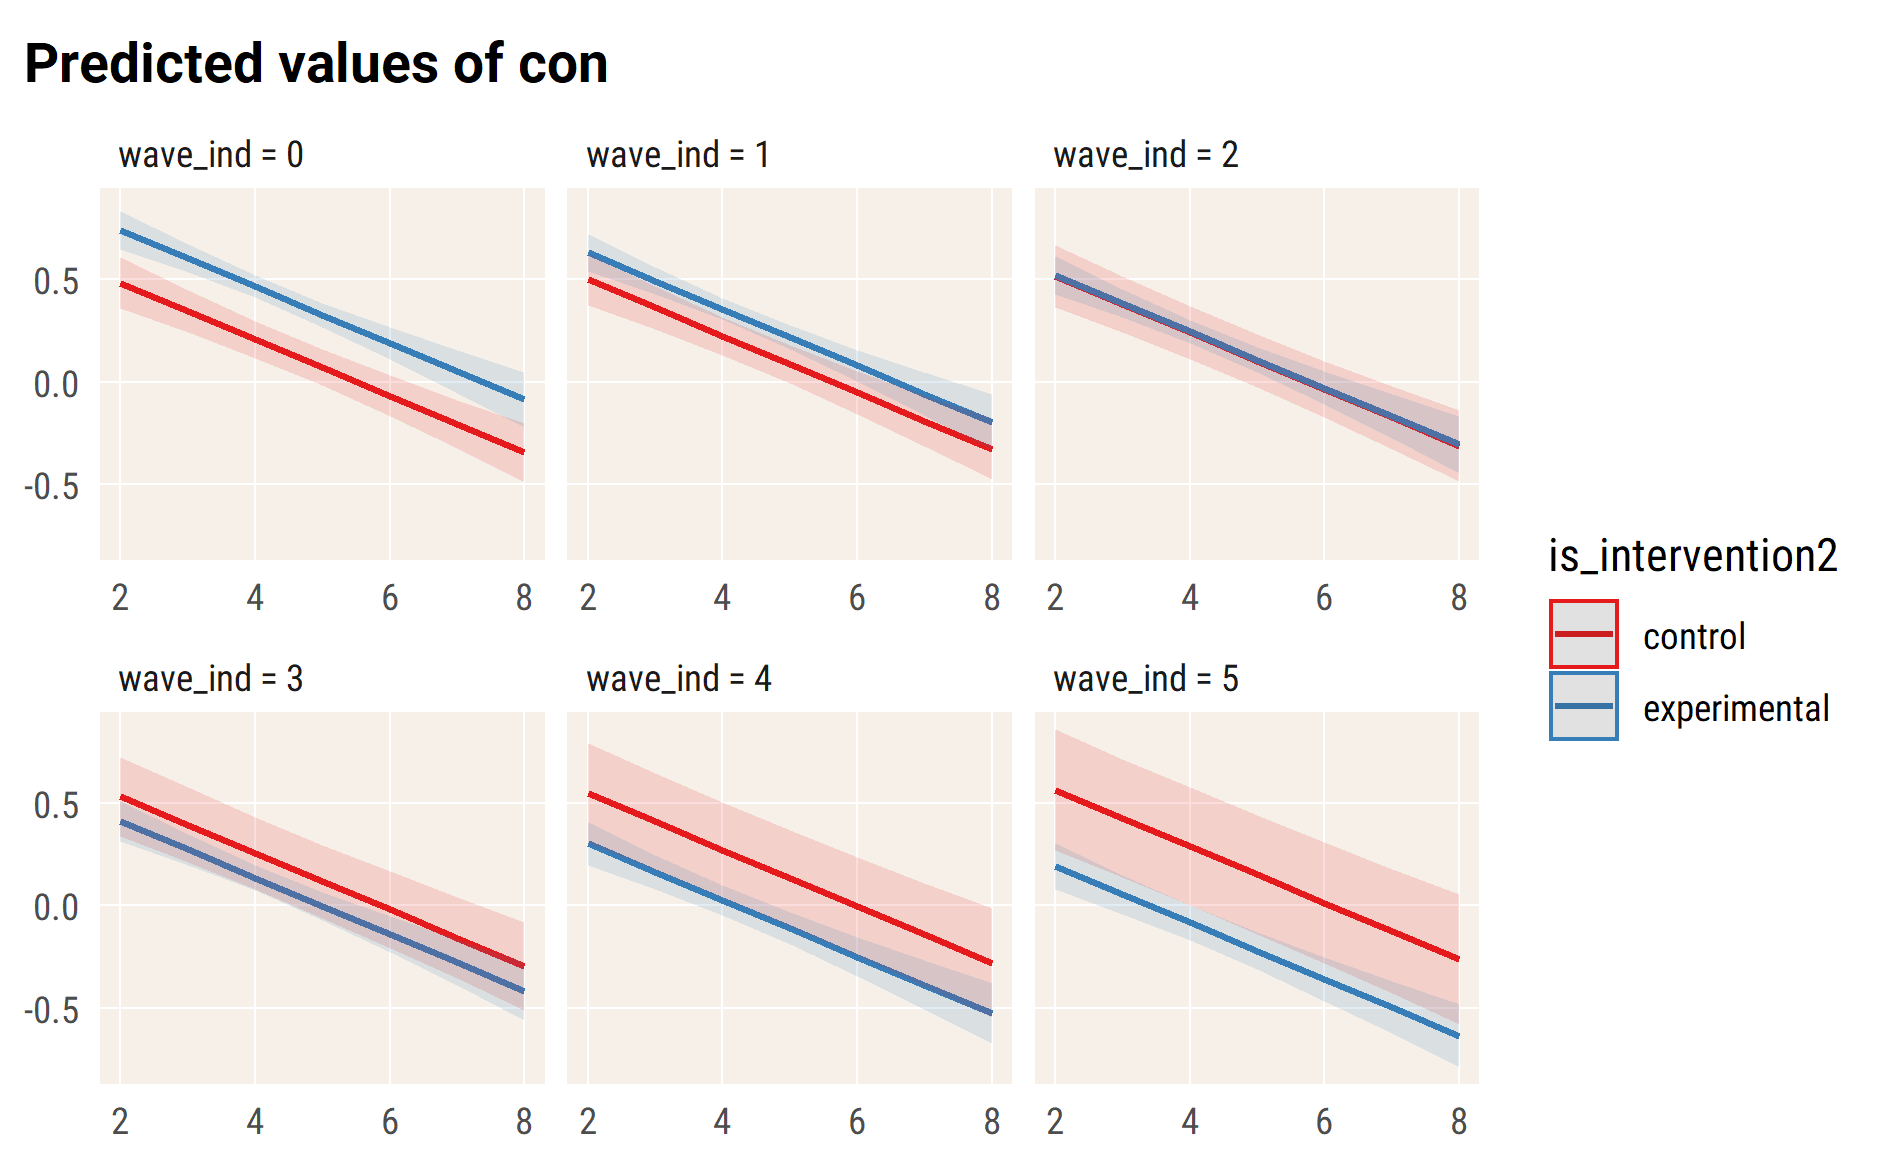 Predicted values of con
wave_ind = 0
wave_ind = 1
wave_ind = 2
0.5
0.0
-0.5
2 4 6 8
2 4 6 8
2 4 6 8
wave_ind = 3
wave_ind = 4
wave_ind = 5
0.5
0.0
-0.5
2 4 6 8
2 4 6 8
2 4 6 8
is_intervention2
control
experimental